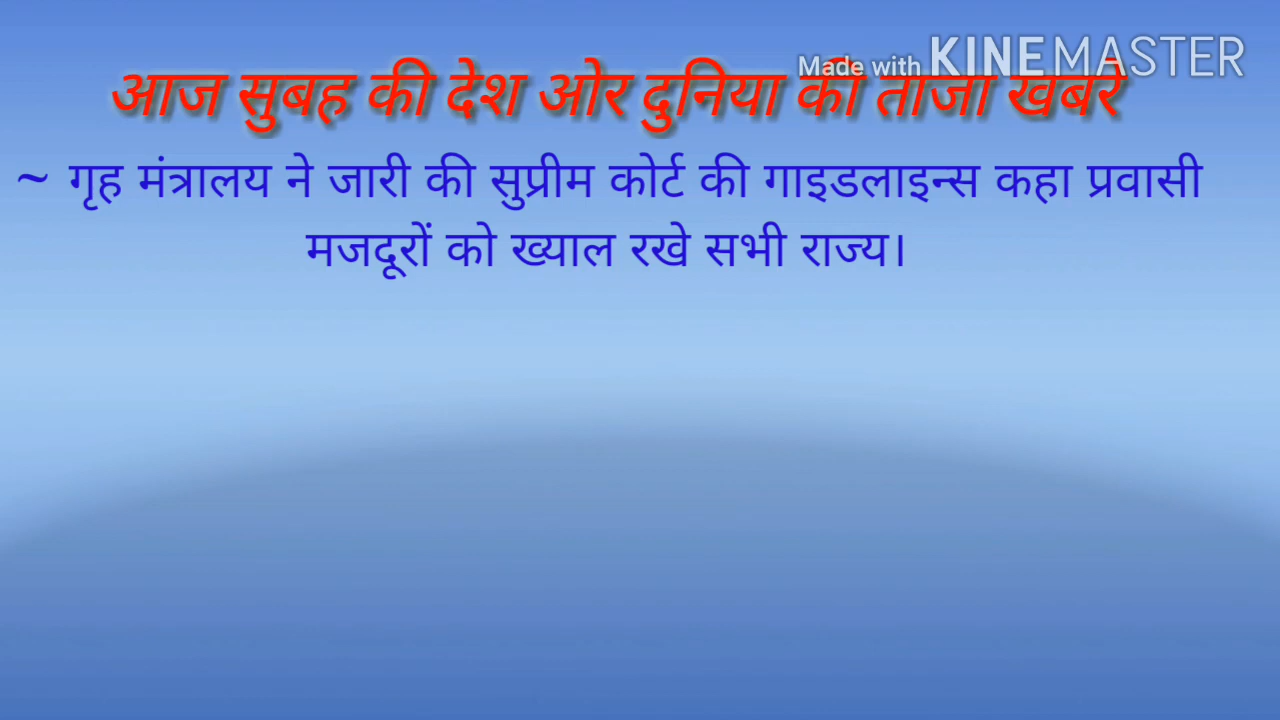 Made with KINEMASTER
आज सुबह की देश ओर दुनिया की ताजा खबरे
~ गृह मंत्रालय ने जारी की सुप्रीम कोर्ट की गाइडलाइन्स कहा प्रवासी
मजदूरों को ख्याल रखे सभी राज्य।